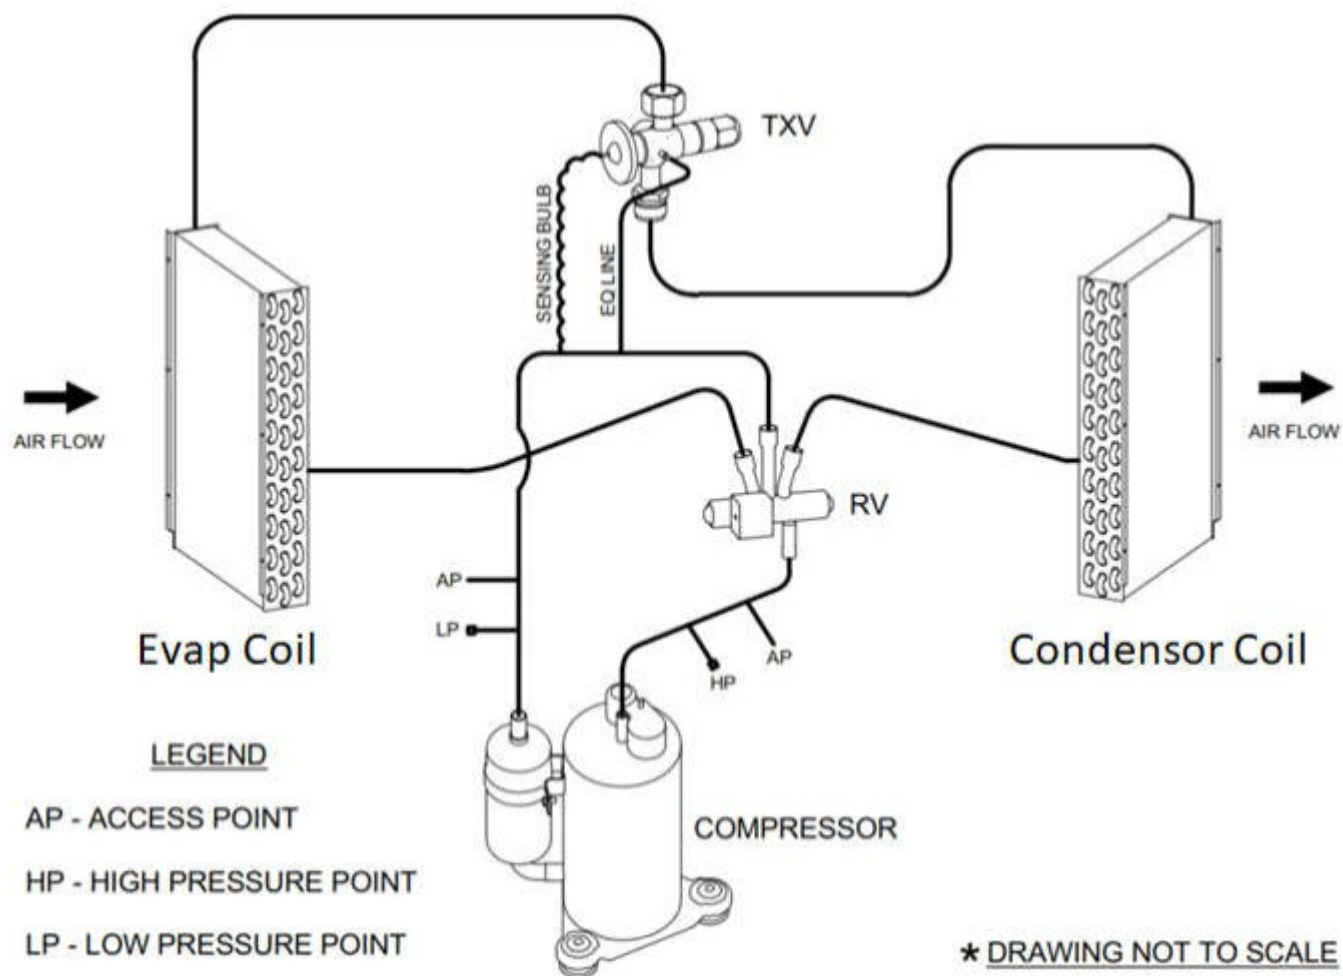 TXV
SENSING BULB
EQ LINE
AIR FLOW
AIR FLOW
RV
AP
LP
AP
HP
Evap Coil
Condensor Coil
LEGEND
AP - ACCESS POINT
COMPRESSOR
HP - HIGH PRESSURE POINT
LP - LOW PRESSURE POINT
* DRAWING NOT TO SCALE